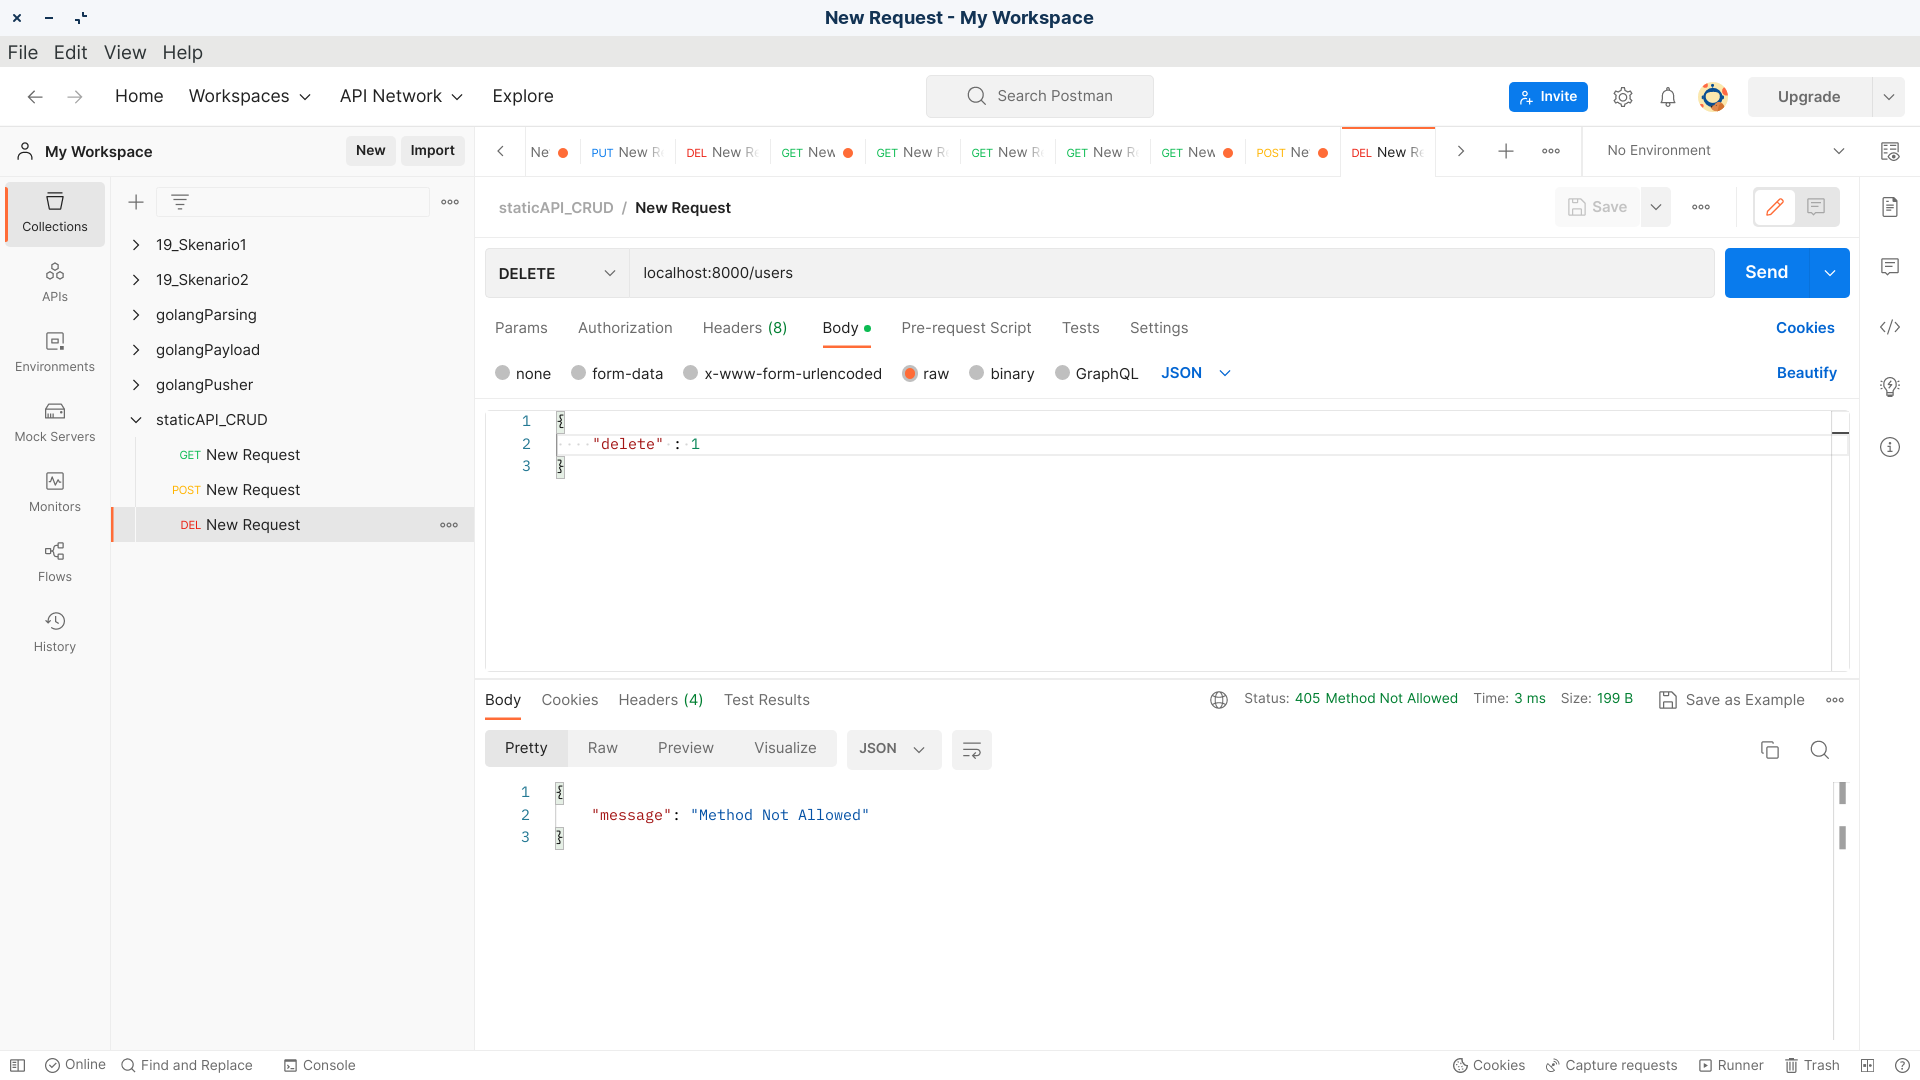 New Request - My Workspace
File Edit View Help
Home Workspaces API Network Explore
Search Postman
Invite
Upgrade
My Workspace
New
Import
Ne
PUT New R
DEL New Re
GET New
GET New Re
GET New R
GET New R
GET New
POST Ne
DEL New Re
No Environment
Collections
APIs
Environments
Mock Servers
Monitors
Flows
History
19_Skenario1
19_Skenario2
golangParsing
golangPayload
golangPusher
staticAPI_CRUD
GET New Request
POST New Request
DEL New Request
staticAPI_CRUD / New Request
Save
DELETE localhost:8000/users
Send
Params Authorization Headers (8) Body Pre-request Script Tests Settings Cookies
none form-data x-www-form-urlencoded raw binary GraphQL JSON Beautify
1 {
2 "delete" : 1
3 }
Body Cookies Headers (4) Test Results
Status: 405 Method Not Allowed Time: 3 ms Size: 199 B Save as Example
Pretty Raw Preview Visualize JSON
1 {
2 "message": "Method Not Allowed"
3 }
Online Find and Replace Console
Cookies Capture requests Runner Trash